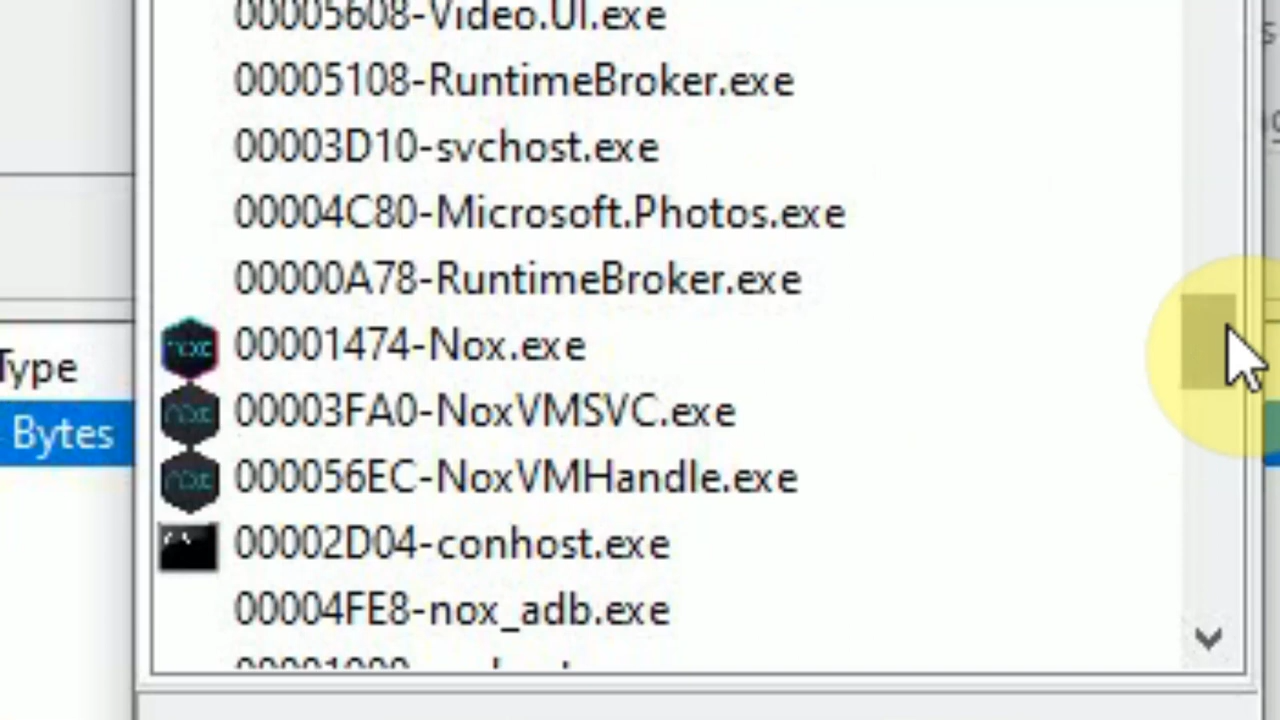 00005608-Video.UI.exe
00005108-RuntimeBroker.exe
00003D10-svchost.exe
00004C80-Microsoft.Photos.exe
00000A78-RuntimeBroker.exe
00001474-Nox.exe
Type
00003FA0-NoxVMSVC.exe
Bytes
000056EC-NoxVMHandle.exe
00002D04-conhost.exe
00004FE8-nox_adb.exe